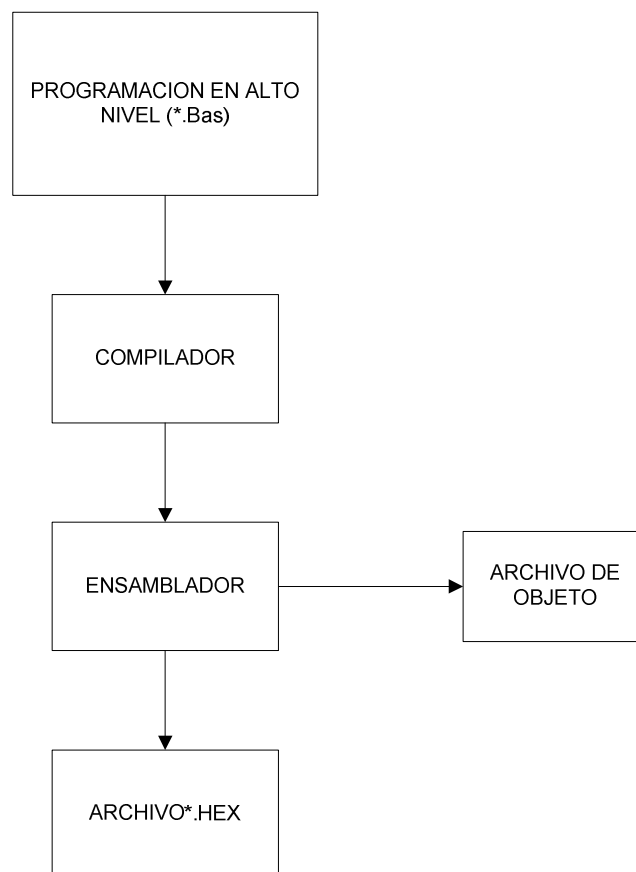 PROGRAMACION EN ALTO
NIVEL (*.Bas)
COMPILADOR
ENSAMBLADOR
ARCHIVO DE
OBJETO
ARCHIVO*.HEX